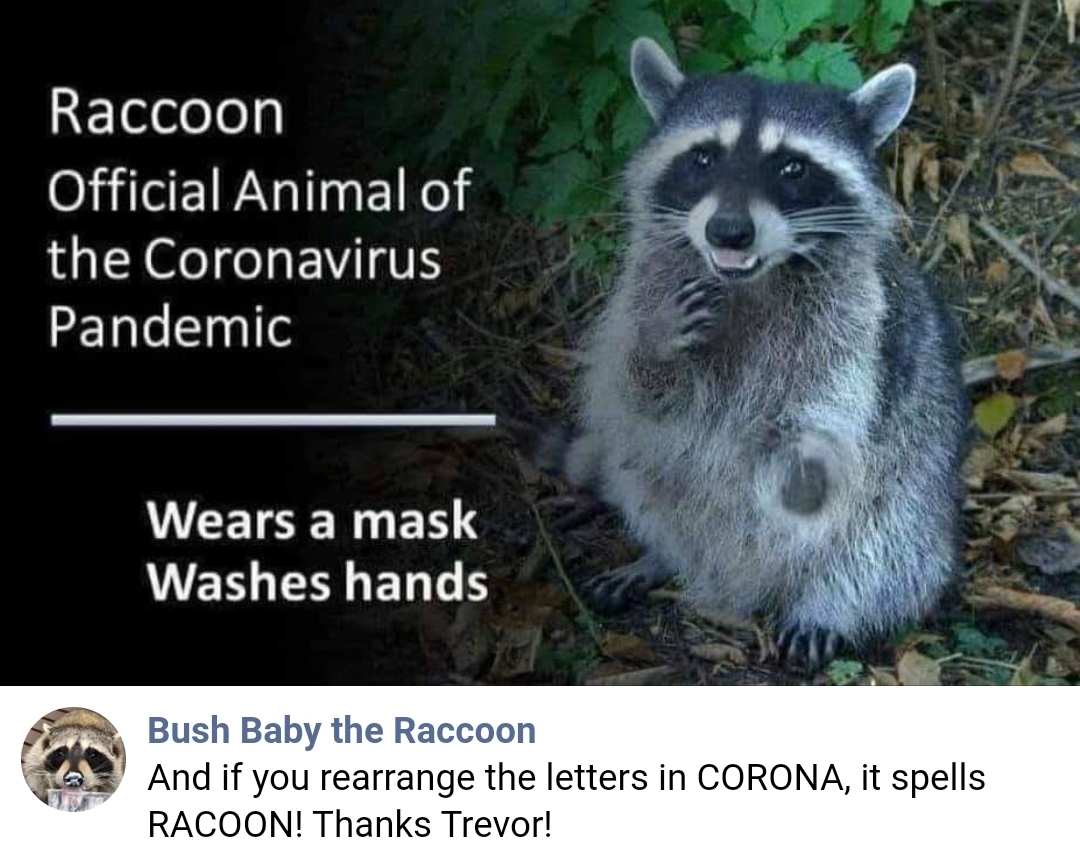 Raccoon
Official Animal of
the Coronavirus
Pandemic
Wears a mask
Washes hands
Bush Baby the Raccoon
And if you rearrange the letters in CORONA, it spells
RACOON! Thanks Trevor!